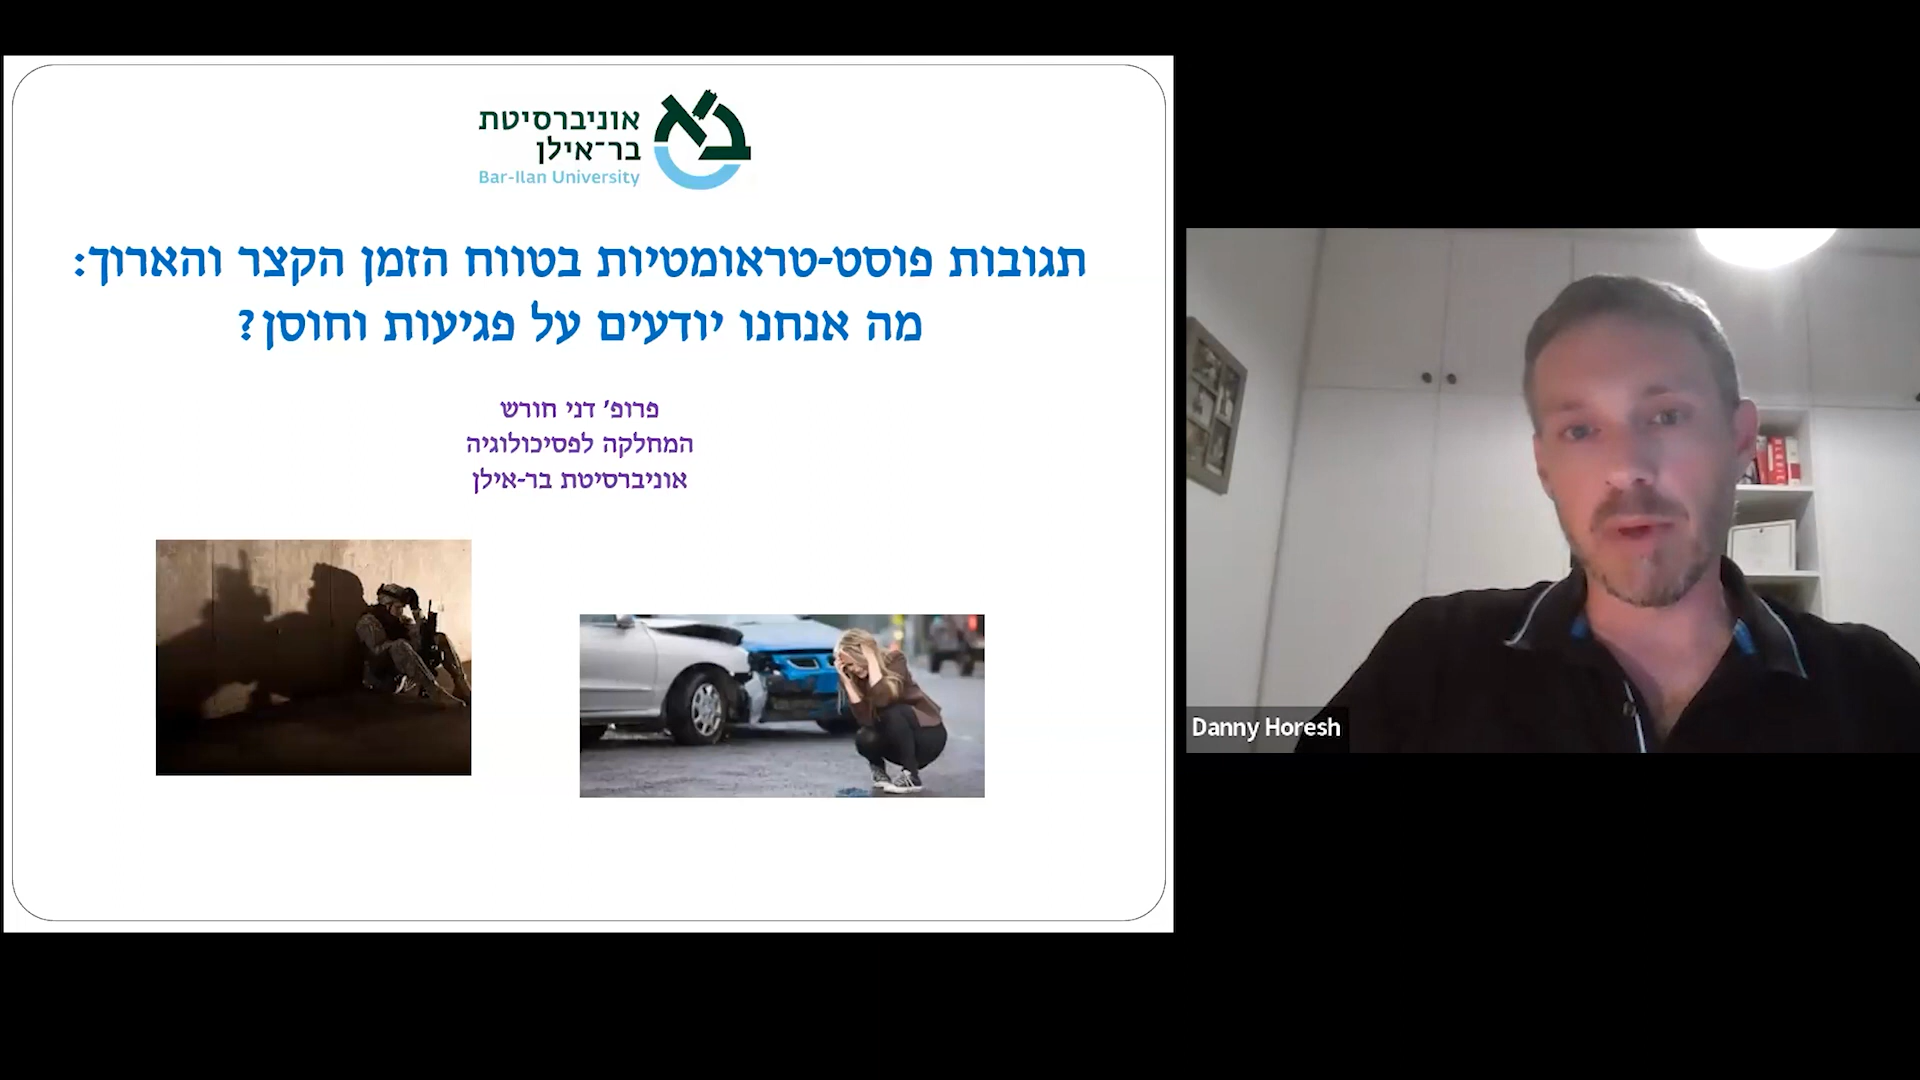 אוניברסיטת
בר־אילן
Bar-Ilan University
תגובות פוסט-טראומטיות בטווח הזמן הקצר והארוך:
מה אנחנו יודעים על פגיעות וחוסן?
פרופ' דני חורש
המחלקה לפסיכולוגיה
אוניברסיטת בר-אילן
Danny Horesh